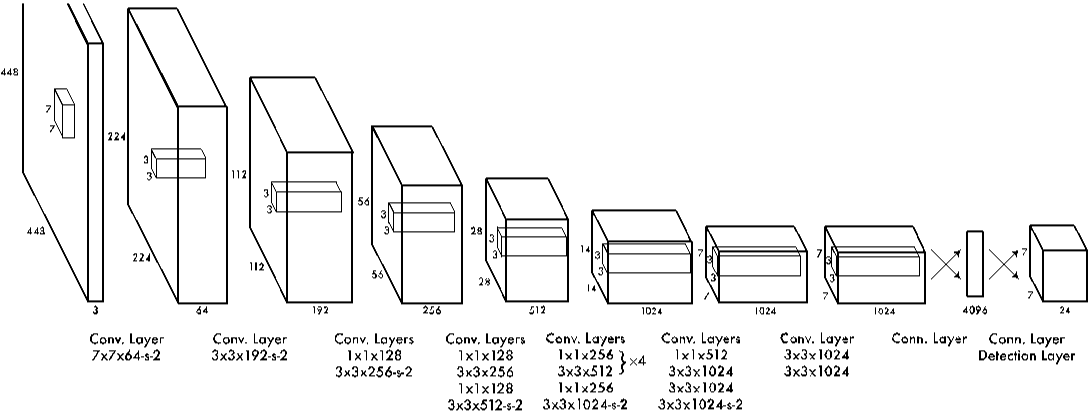 448
448
7
7
3
224
224
3
3
64
112
112
3
3
192
56
56
3
3
256
28
28
3
3
512
14
14
3
3
1024
7
3
3
1024
7
7
3
3
1024
4096
7
7
24
Conv. Layer
7x7x64-s-2
Conv. Layer
3x3x192-s-2
Conv. Layers
1x1x128
3x3x256-s-2
Conv. Layers
1x1x128
3x3x256
1x1x128
3x3x512-s-2
Conv. Layers
1x1x256
3x3x512
}×4
1x1x256
3x3x1024-s-2
Conv. Layers
1x1x512
3x3x1024
3x3x1024
3x3x1024-s-2
Conv. Layer
3x3x1024
3x3x1024
Conn. Layer
Conn. Layer
Detection Layer